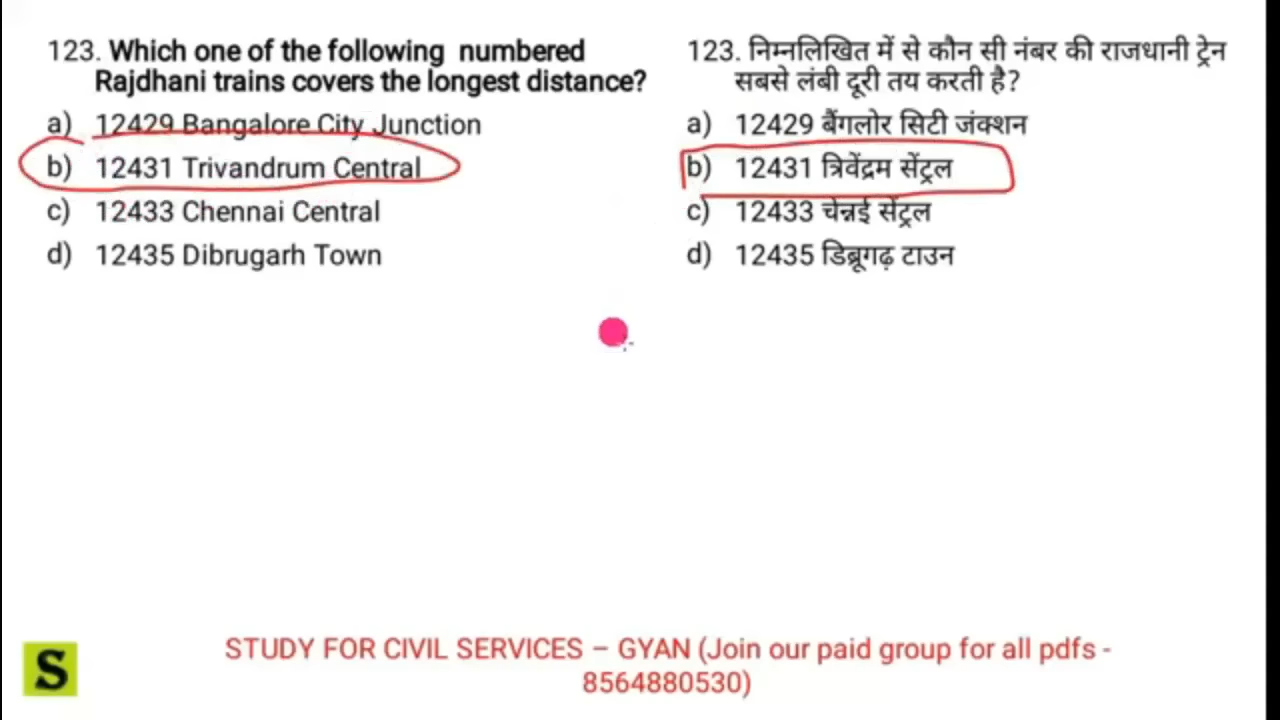 123. Which one of the following numbered
Rajdhani trains covers the longest distance?
a) 12429 Bangalore City Junction
b) 12431 Trivandrum Central
c) 12433 Chennai Central
d) 12435 Dibrugarh Town
123. निम्नलिखित में से कौन सी नंबर की राजधानी ट्रेन
सबसे लंबी दूरी तय करती है?
a) 12429 बैंगलोर सिटी जंक्शन
b) 12431 त्रिवेंद्रम सेंट्रल
c) 12433 चेन्नई सेंट्रल
d) 12435 डिब्रूगढ़ टाउन
S
STUDY FOR CIVIL SERVICES – GYAN (Join our paid group for all pdfs -
8564880530)